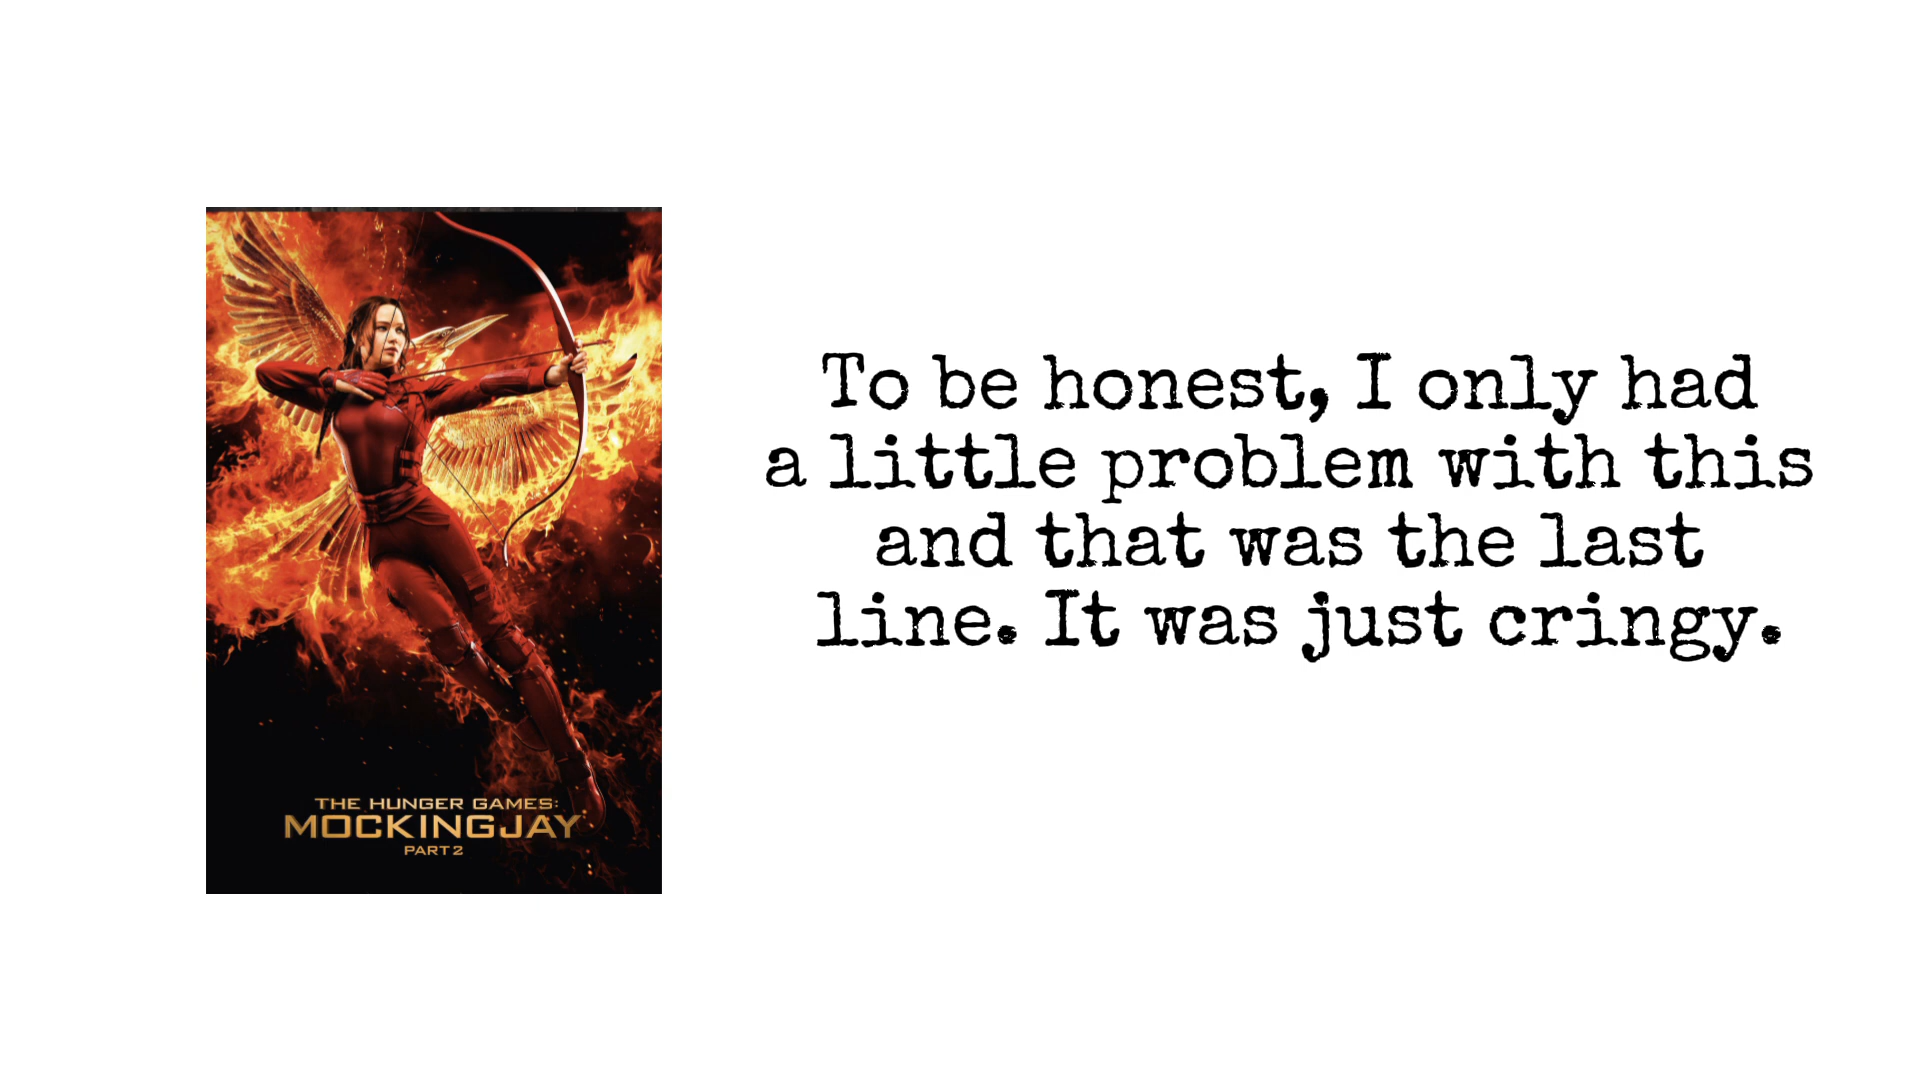 THE HUNGER GAMES:
MOCKINGJAY
PART 2
To be honest, I only had
a little problem with this
and that was the last
line. It was just cringy.